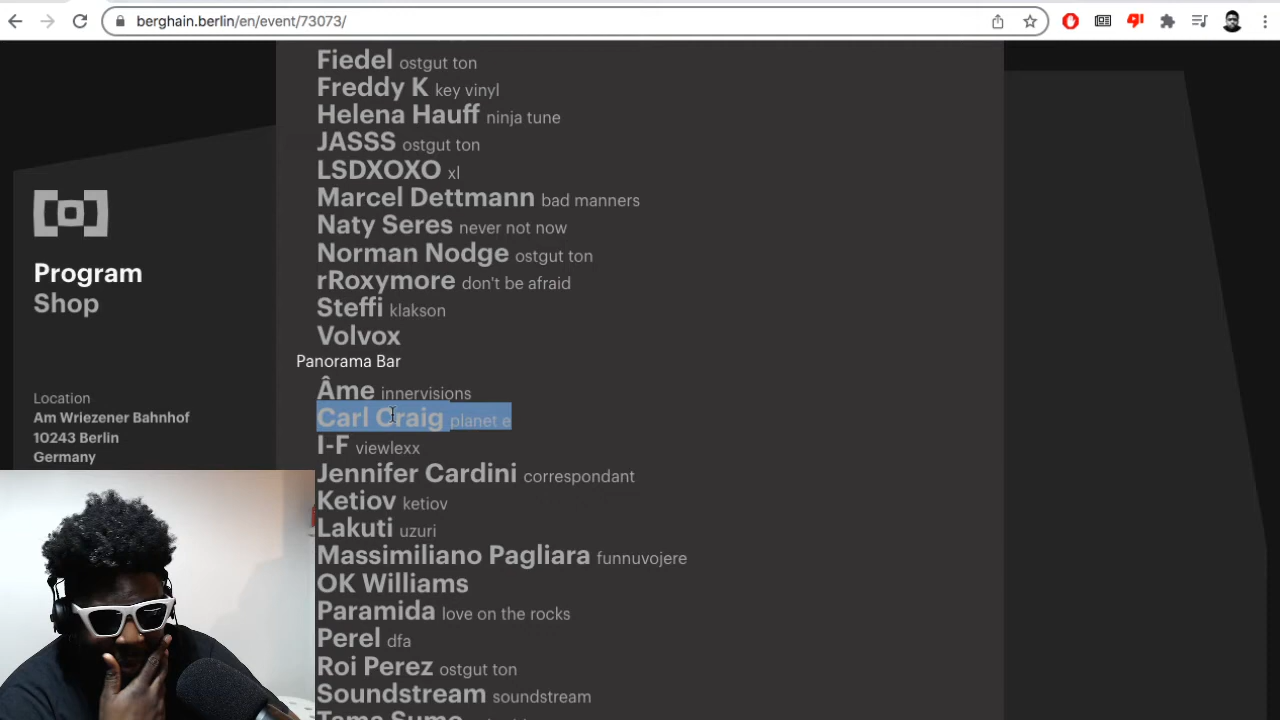 berghain.berlin/en/event/73073/
Fiedel ostgut ton
Freddy K key vinyl
Helena Hauff ninja tune
JASSS ostgut ton
LSDXOXO xl
Marcel Dettmann bad manners
Naty Seres never not now
Norman Nodge ostgut ton
rRoxymore don't be afraid
Steffi klakson
Volvox
Panorama Bar
Âme innervisions
Carl Craig planet e
I-F viewlexx
Jennifer Cardini correspondant
Ketiov ketiov
Lakuti uzuri
Massimiliano Pagliara funnuvojere
OK Williams
Paramida love on the rocks
Perel dfa
Roi Perez ostgut ton
Soundstream soundstream
Tama Sumo
Program
Shop
Location
Am Wriezener Bahnhof
10243 Berlin
Germany